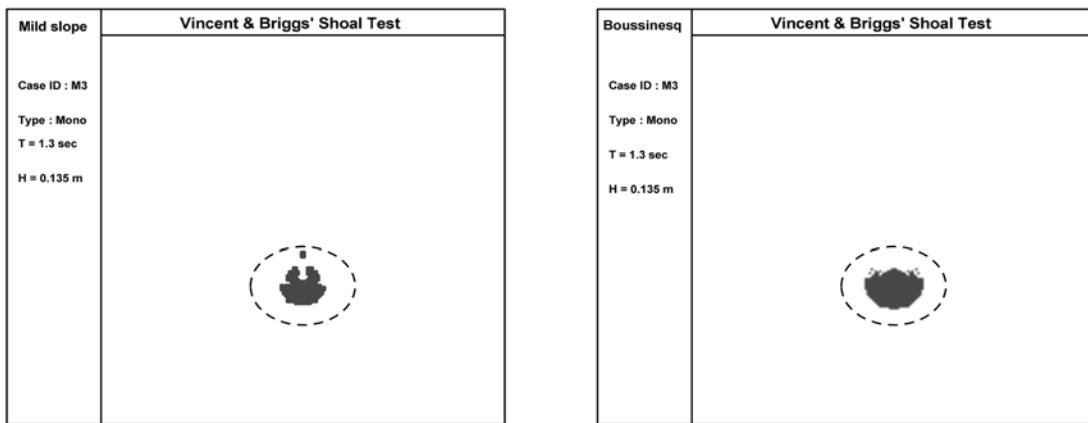 Mild slope
Vincent & Briggs' Shoal Test
Case ID : M3
Type : Mono
T = 1.3 sec
H = 0.135 m
Boussinesq
Vincent & Briggs' Shoal Test
Case ID : M3
Type : Mono
T = 1.3 sec
H = 0.135 m